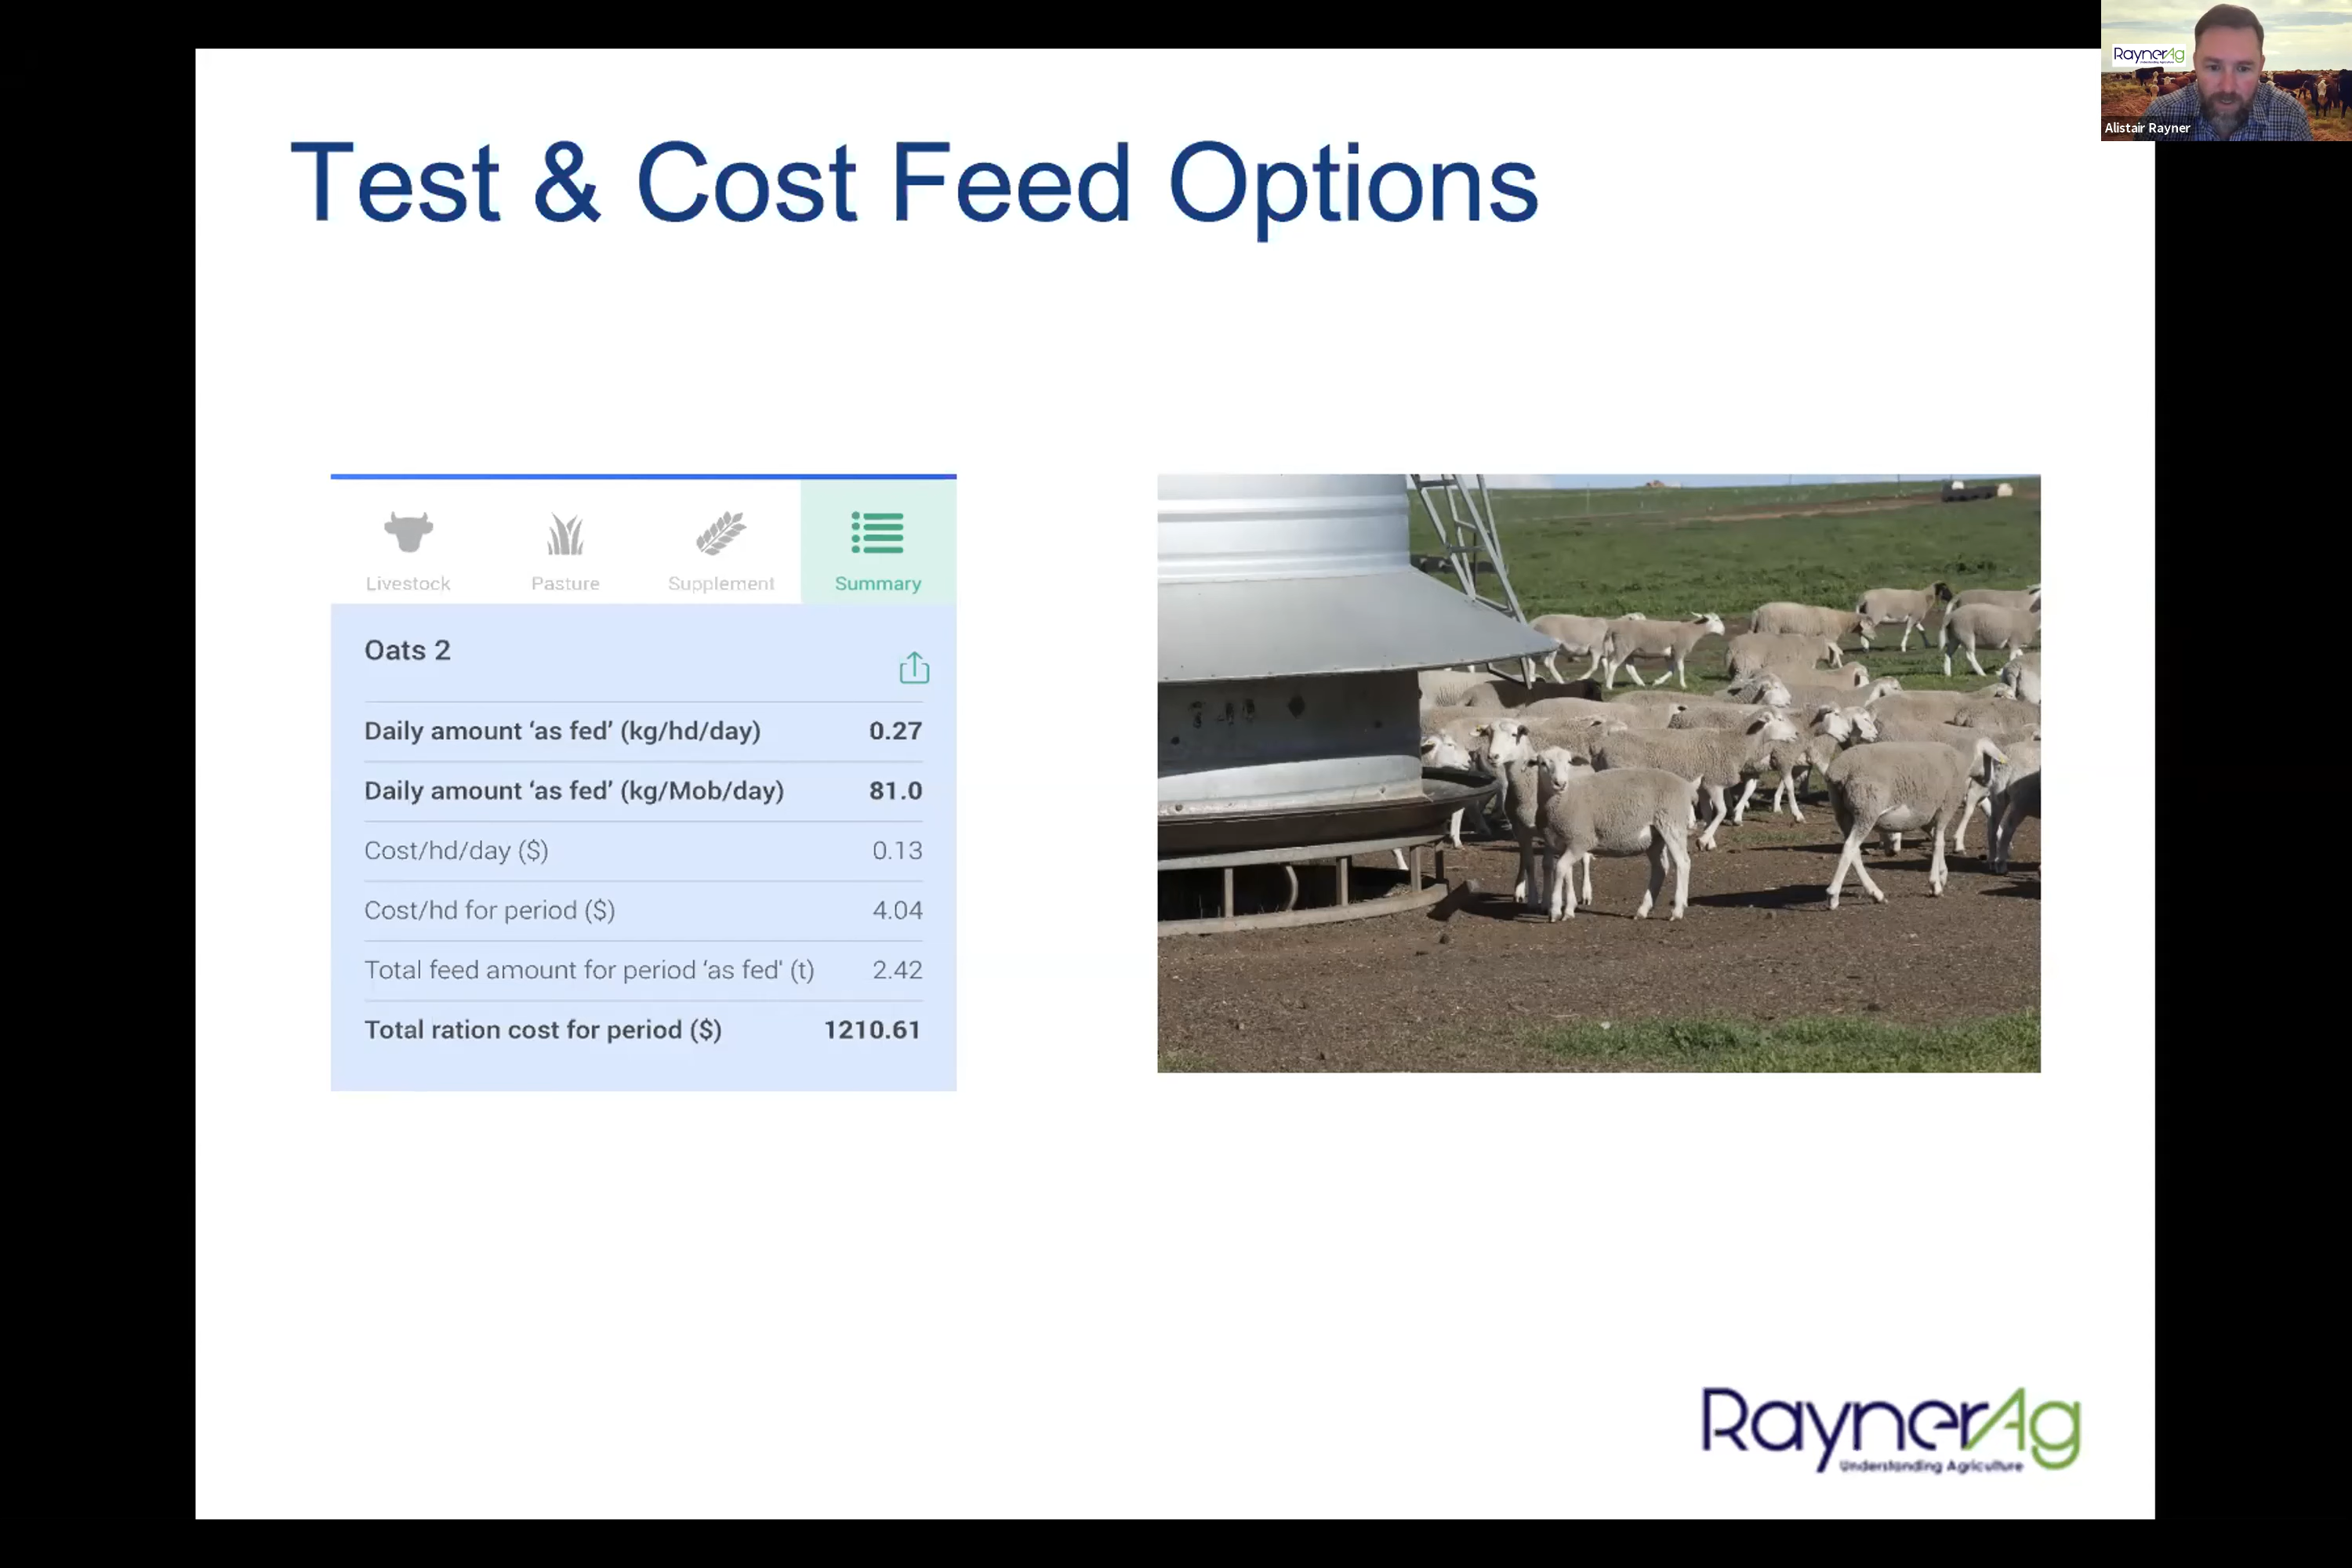 RaynerAg
Alistair Rayner
Test & Cost Feed Options
Livestock
Pasture
Supplement
Summary
Oats 2
Daily amount ‘as fed’ (kg/hd/day) 0.27
Daily amount ‘as fed’ (kg/Mob/day) 81.0
Cost/hd/day ($) 0.13
Cost/hd for period ($) 4.04
Total feed amount for period ‘as fed' (t) 2.42
Total ration cost for period ($) 1210.61
RaynerAg
Understanding Agriculture